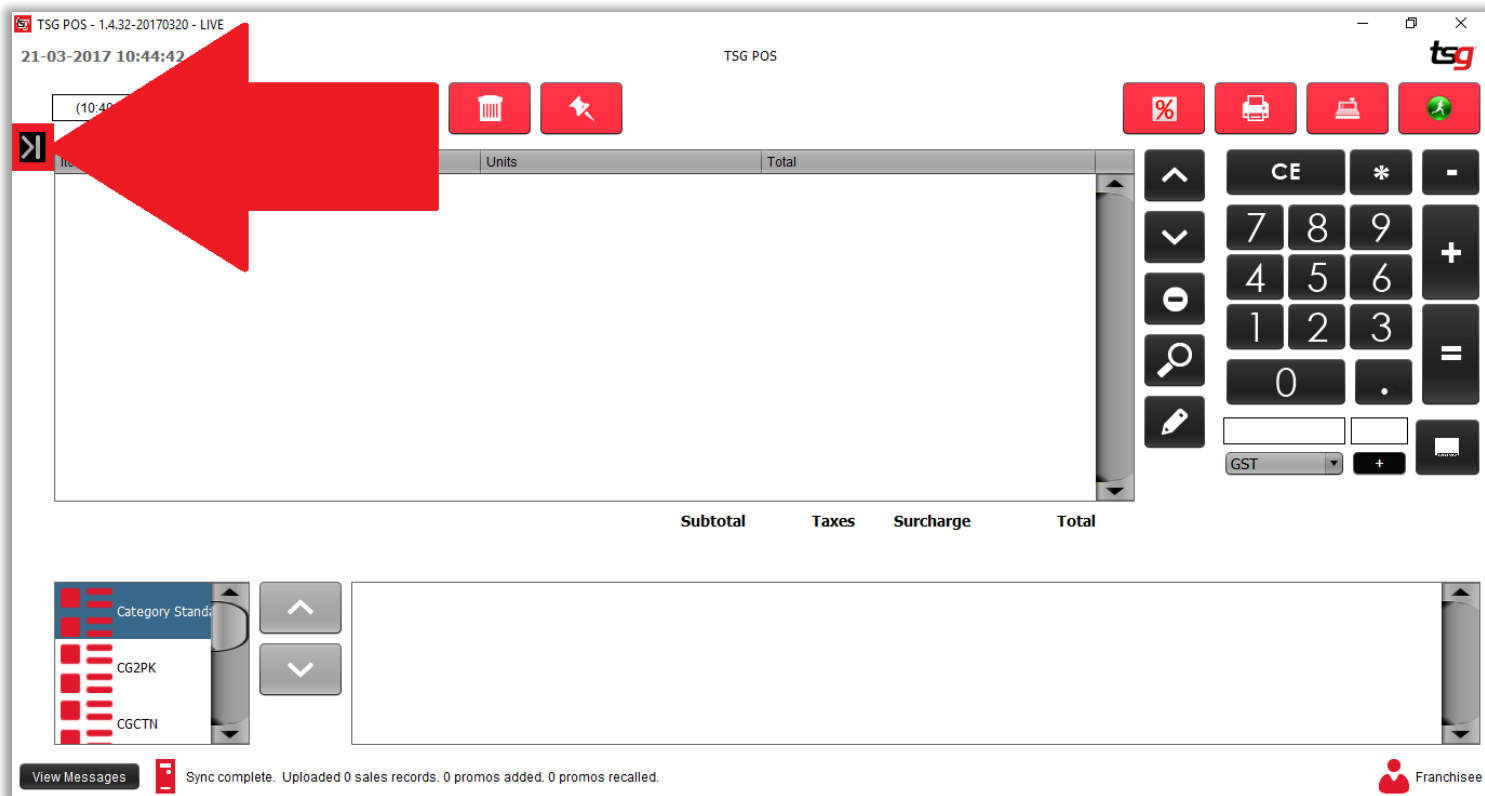 TSG POS - 1.4.32-20170320 - LIVE
21-03-2017 10:44:42
TSG POS
tsg
%
Units Total
CE * -
7 8 9 +
4 5 6
1 2 3 =
0 .
GST +
Subtotal Taxes Surcharge Total
Category Standa
CG2PK
CGCTN
View Messages Sync complete. Uploaded 0 sales records. 0 promos added. 0 promos recalled. Franchisee